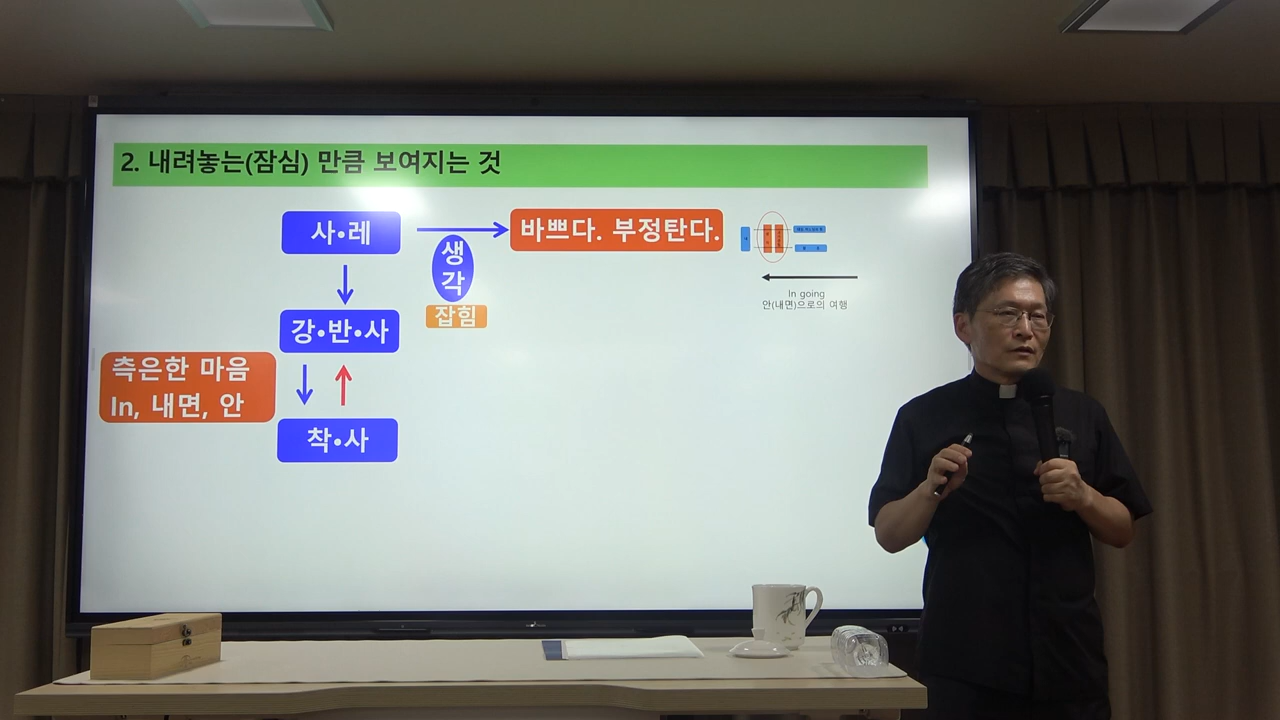 2. 내려놓는(잠심) 만큼 보여지는 것
사•레
생
각
잡힘
바쁘다. 부정탄다.
In going
안(내면)으로의 여행
강•반•사
측은한 마음
In, 내면, 안
착•사